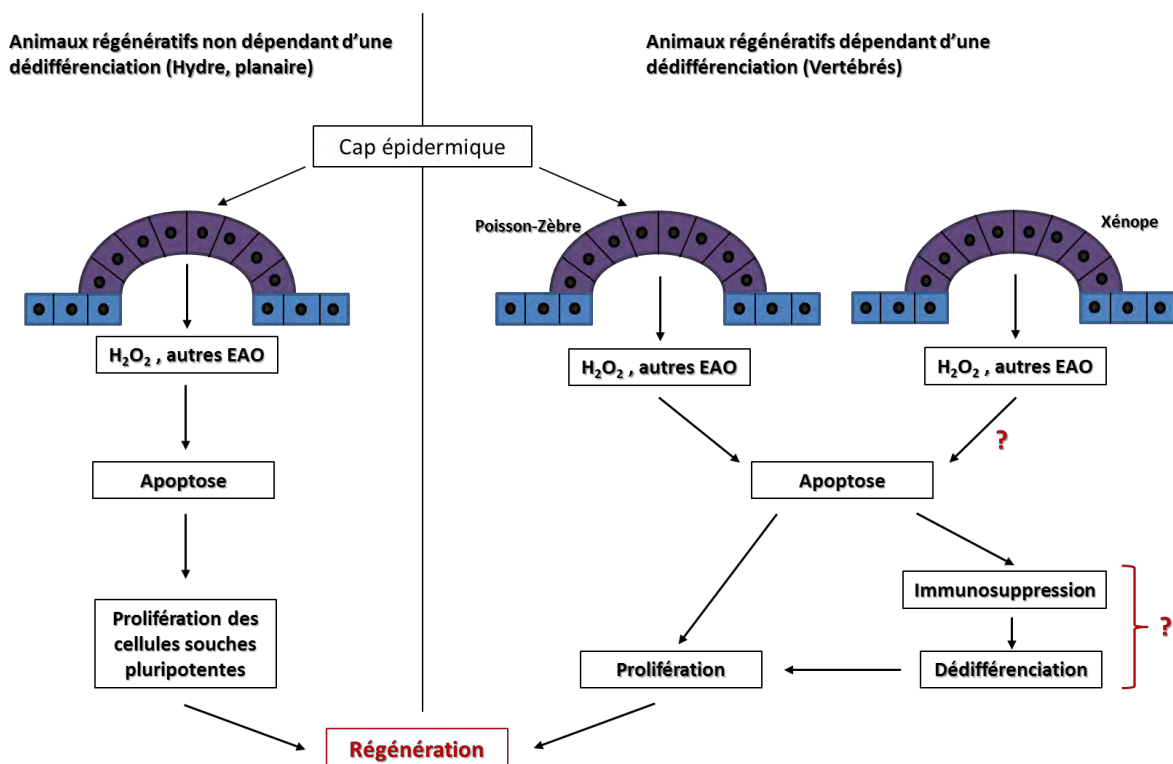 Animaux régénératifs non dépendant d'une
dédifférenciation (Hydre, planaire)
Animaux régénératifs dépendant d'une
dédifférenciation (Vertébrés)
Cap épidermique
Poisson-Zèbre
Xénope
H₂O₂ , autres EAO
H₂O₂ , autres EAO
H₂O₂ , autres EAO
?
Apoptose
Apoptose
Immunosuppression
?
Prolifération des
cellules souches
pluripotentes
Prolifération
Dédifférenciation
Régénération